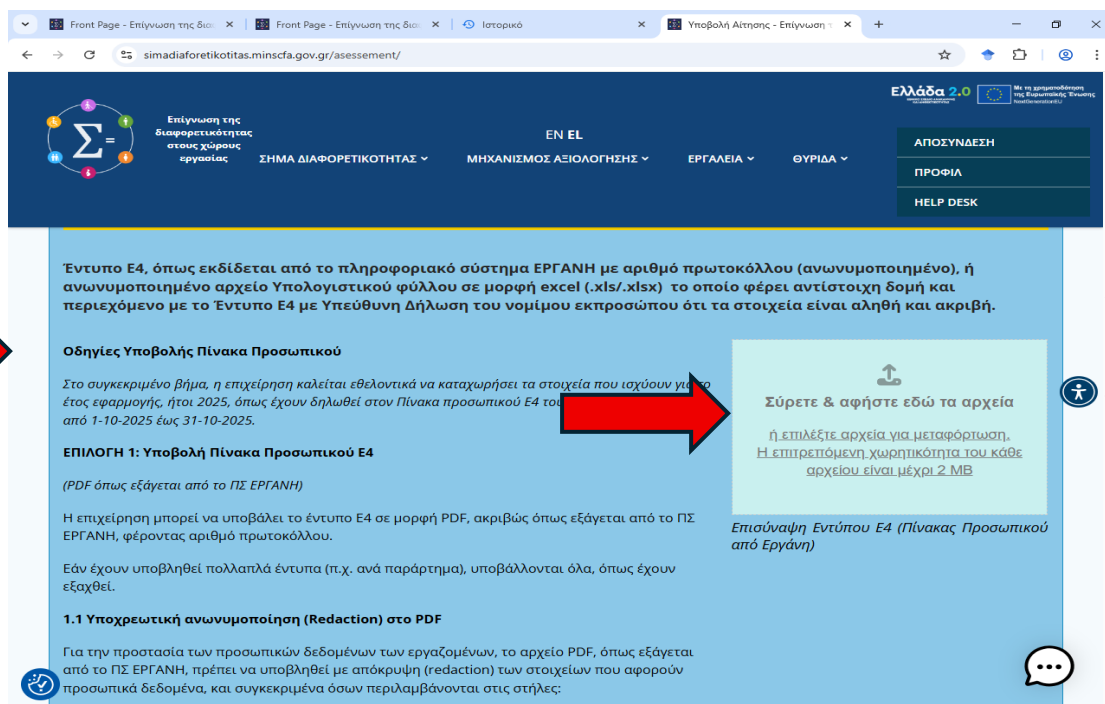 Front Page - Επίγνωση της δια
Front Page - Επίγνωση της δια
Ιστορικό
Υποβολή Αίτησης - Επίγνωση τ
simadiaforetikotitas.minscfa.gov.gr/asessement/
Ελλάδα 2.0
Με τη χρηματοδότηση
της Ευρωπαϊκής Ένωσης
NextGenerationEU
Σ=
Επίγνωση της
διαφορετικότητας
στους χώρους
εργασίας
EN EL
ΣΗΜΑ ΔΙΑΦΟΡΕΤΙΚΟΤΗΤΑΣ
ΜΗΧΑΝΙΣΜΟΣ ΑΞΙΟΛΟΓΗΣΗΣ
ΕΡΓΑΛΕΙΑ
ΘΥΡΙΔΑ
ΑΠΟΣΥΝΔΕΣΗ
ΠΡΟΦΙΛ
HELP DESK
Έντυπο Ε4, όπως εκδίδεται από το πληροφοριακό σύστημα ΕΡΓΑΝΗ με αριθμό πρωτοκόλλου (ανωνυμοποιημένο), ή
ανωνυμοποιημένο αρχείο Υπολογιστικού φύλλου σε μορφή excel (.xls/.xlsx) το οποίο φέρει αντίστοιχη δομή και
περιεχόμενο με το Έντυπο Ε4 με Υπεύθυνη Δήλωση του νομίμου εκπροσώπου ότι τα στοιχεία είναι αληθή και ακριβή.
Οδηγίες Υποβολής Πίνακα Προσωπικού
Στο συγκεκριμένο βήμα, η επιχείρηση καλείται εθελοντικά να καταχωρήσει τα στοιχεία που ισχύουν για το
έτος εφαρμογής, ήτοι 2025, όπως έχουν δηλωθεί στον Πίνακα προσωπικού Ε4
από 1-10-2025 έως 31-10-2025.
ΕΠΙΛΟΓΗ 1: Υποβολή Πίνακα Προσωπικού Ε4
(PDF όπως εξάγεται από το ΠΣ ΕΡΓΑΝΗ)
Η επιχείρηση μπορεί να υποβάλει το έντυπο Ε4 σε μορφή PDF, ακριβώς όπως εξάγεται από το ΠΣ
ΕΡΓΑΝΗ, φέροντας αριθμό πρωτοκόλλου.
Εάν έχουν υποβληθεί πολλαπλά έντυπα (π.χ. ανά παράρτημα), υποβάλλονται όλα, όπως έχουν
εξαχθεί.
1.1 Υποχρεωτική ανωνυμοποίηση (Redaction) στο PDF
Για την προστασία των προσωπικών δεδομένων των εργαζομένων, το αρχείο PDF, όπως εξάγεται
από το ΠΣ ΕΡΓΑΝΗ, πρέπει να υποβληθεί με απόκρυψη (redaction) των στοιχείων που αφορούν
προσωπικά δεδομένα, και συγκεκριμένα όσων περιλαμβάνονται στις στήλες:
Σύρετε & αφήστε εδώ τα αρχεία
ή επιλέξτε αρχεία για μεταφόρτωση.
Η επιτρεπόμενη χωρητικότητα του κάθε
αρχείου είναι μέχρι 2 MB
Επισύναψη Εντύπου Ε4 (Πίνακας Προσωπικού
από Εργάνη)